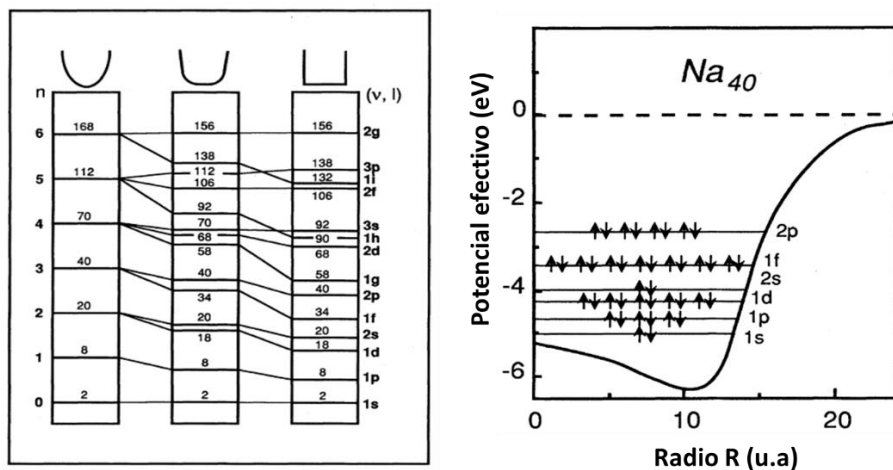 n
(ν, l)
6 168 156 156 2g
138 138 3p
5 112 112 132 1i
106 106 2f
92 92 3s
4 70 70 90 1h
68 68 2d
58 58 1g
3 40 40 40 2p
34 34 1f
2 20 20 20 2s
18 18 1d
1 8 8 8 1p
0 2 2 2 1s
Na40
Potencial efectivo (eV)
0
-2
-4
-6
2p
1f
2s
1d
1p
1s
0 10 20
Radio R (u.a)